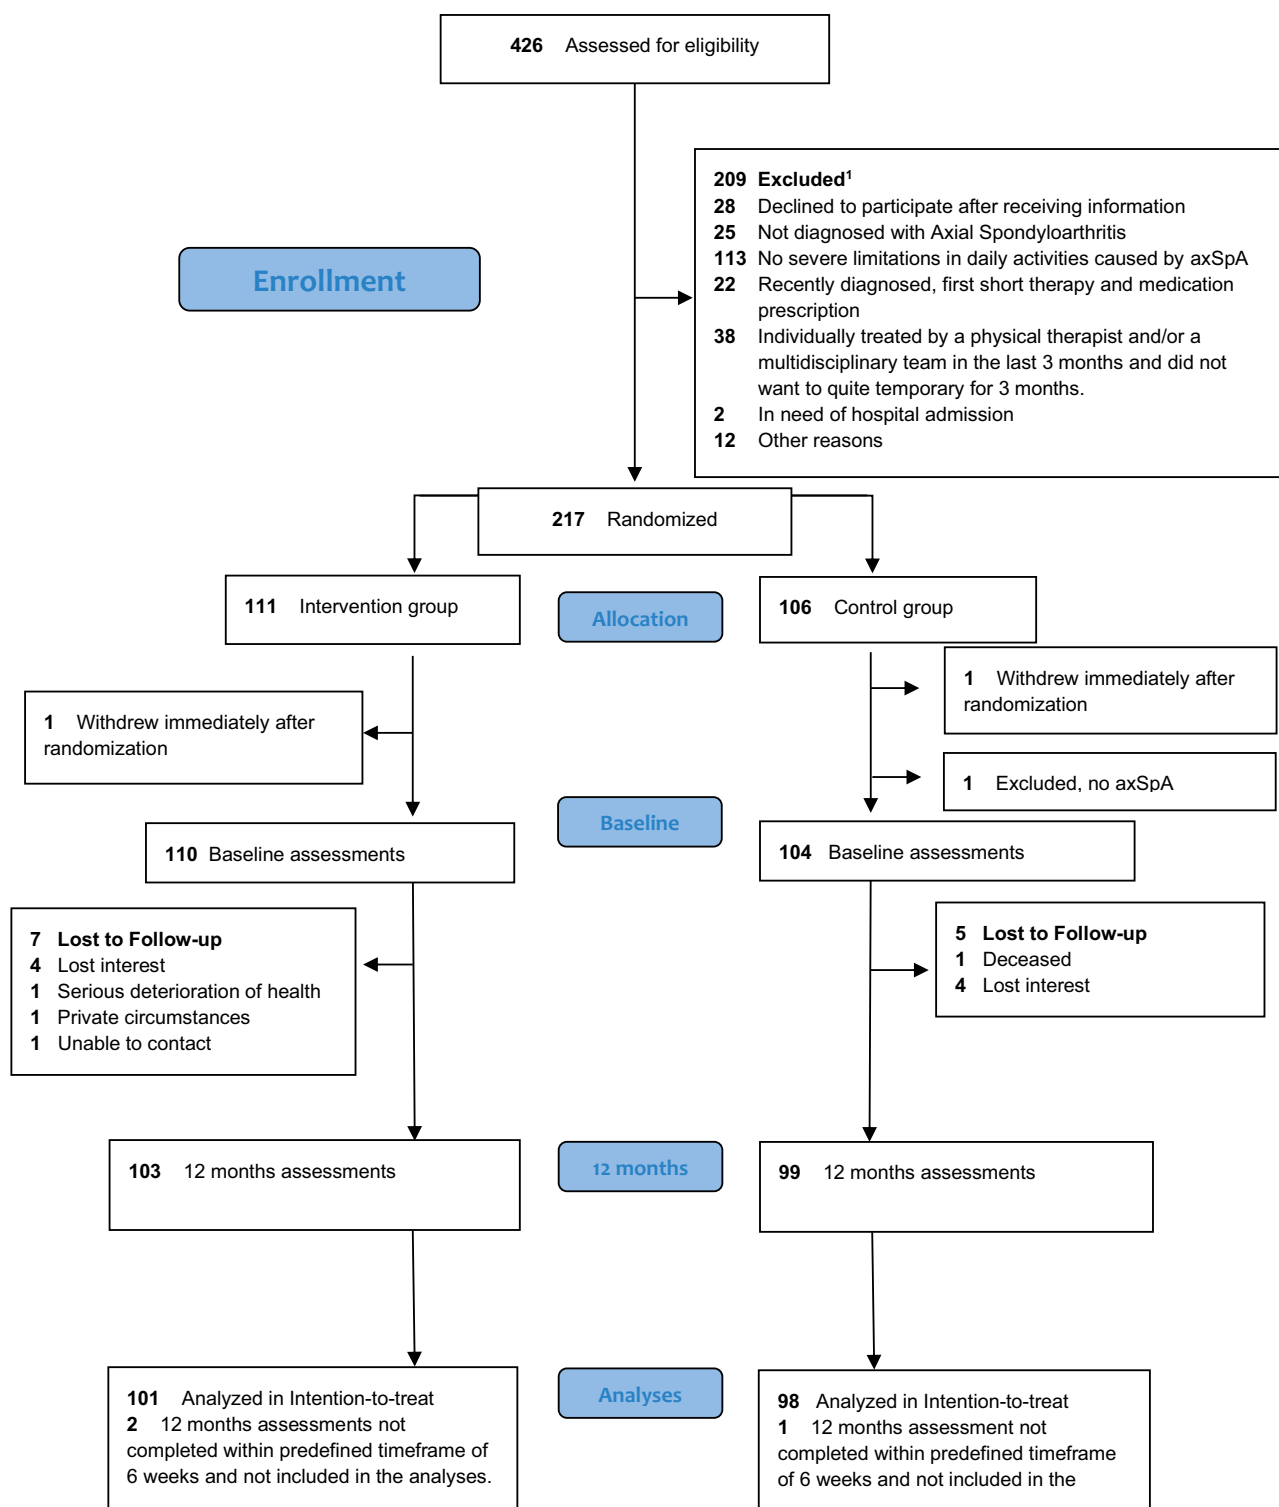 426 Assessed for eligibility
209 Excluded1
28 Declined to participate after receiving information
25 Not diagnosed with Axial Spondyloarthritis
113 No severe limitations in daily activities caused by axSpA
22 Recently diagnosed, first short therapy and medication
prescription
38 Individually treated by a physical therapist and/or a
multidisciplinary team in the last 3 months and did not
want to quite temporary for 3 months.
2 In need of hospital admission
12 Other reasons
Enrollment
217 Randomized
111 Intervention group
Allocation
106 Control group
1 Withdrew immediately after
randomization
1 Withdrew immediately after
randomization
1 Excluded, no axSpA
Baseline
110 Baseline assessments
104 Baseline assessments
7 Lost to Follow-up
4 Lost interest
1 Serious deterioration of health
1 Private circumstances
1 Unable to contact
5 Lost to Follow-up
1 Deceased
4 Lost interest
103 12 months assessments
12 months
99 12 months assessments
101 Analyzed in Intention-to-treat
2 12 months assessments not
completed within predefined timeframe of
6 weeks and not included in the analyses.
Analyses
98 Analyzed in Intention-to-treat
1 12 months assessment not
completed within predefined timeframe
of 6 weeks and not included in the